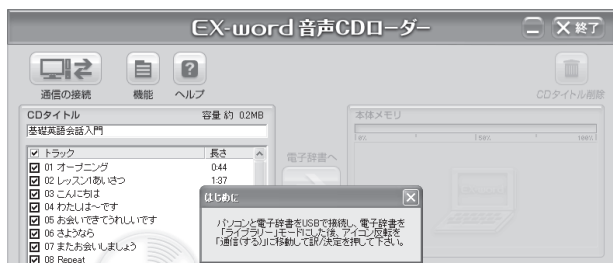 EX-word 音声CDローダー
終了
通信の接続
機能
ヘルプ
CDタイトル削除
CDタイトル
容量 約 0.2MB
基礎英語会話入門
トラック
長さ
01 オープニング
0:44
02 レッスン1あいさつ
1:37
03 こんにちは
04 わたしは～です
05 お会いできてうれしいです
06 さようなら
07 またお会いしましょう
08 Repeat
電子辞書へ
本体メモリ
0%
50%
100%
はじめに
パソコンと電子辞書をUSBで接続し、電子辞書を
「ライブラリー」モードにした後、アイコン反転を
「通信(する)」に移動して訳/決定を押して下さい。